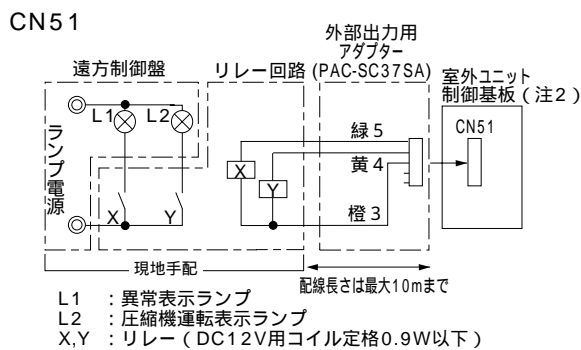 CN51
遠方制御盤
リレー回路
外部出力用
アダプター
(PAC-SC37SA)
室外ユニット
制御基板(注2)
L1
L2
ランプ電源
X
Y
X
Y
緑5
黄4
橙3
CN51
現地手配
配線長さは最大10mまで
L1 :異常表示ランプ
L2 :圧縮機運転表示ランプ
X,Y :リレー(DC12V用コイル定格0.9W以下)